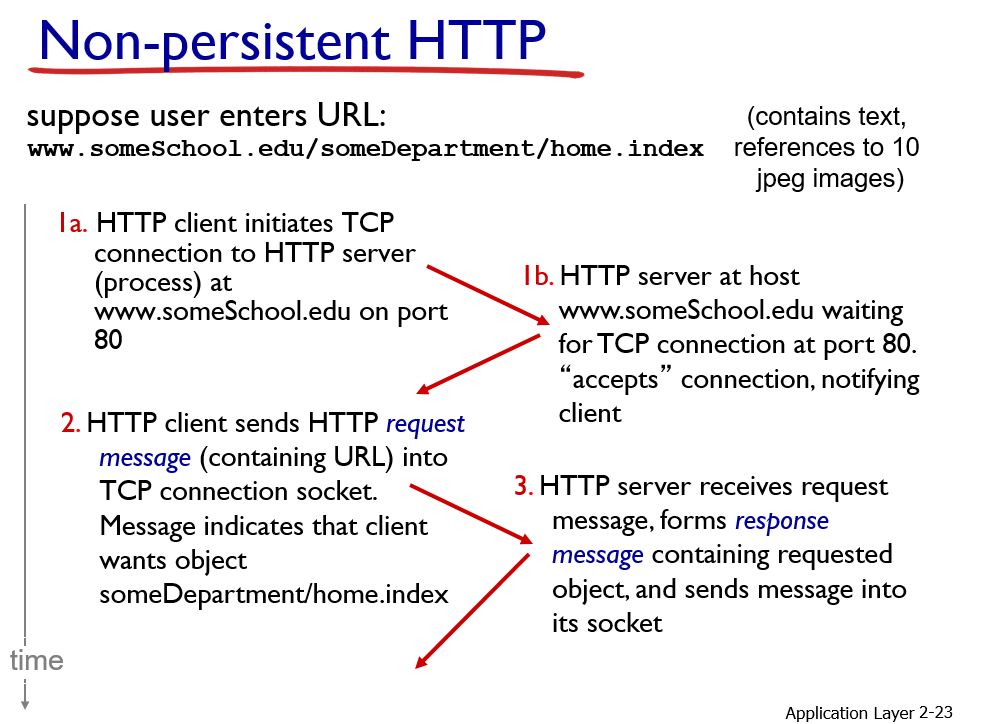 Non-persistent HTTP
suppose user enters URL:
www.someSchool.edu/someDepartment/home.index
(contains text,
references to 10
jpeg images)
1a. HTTP client initiates TCP
connection to HTTP server
(process) at
www.someSchool.edu on port
80
1b. HTTP server at host
www.someSchool.edu waiting
for TCP connection at port 80.
“accepts” connection, notifying
client
2. HTTP client sends HTTP request
message (containing URL) into
TCP connection socket.
Message indicates that client
wants object
someDepartment/home.index
3. HTTP server receives request
message, forms response
message containing requested
object, and sends message into
its socket
time
Application Layer 2-23